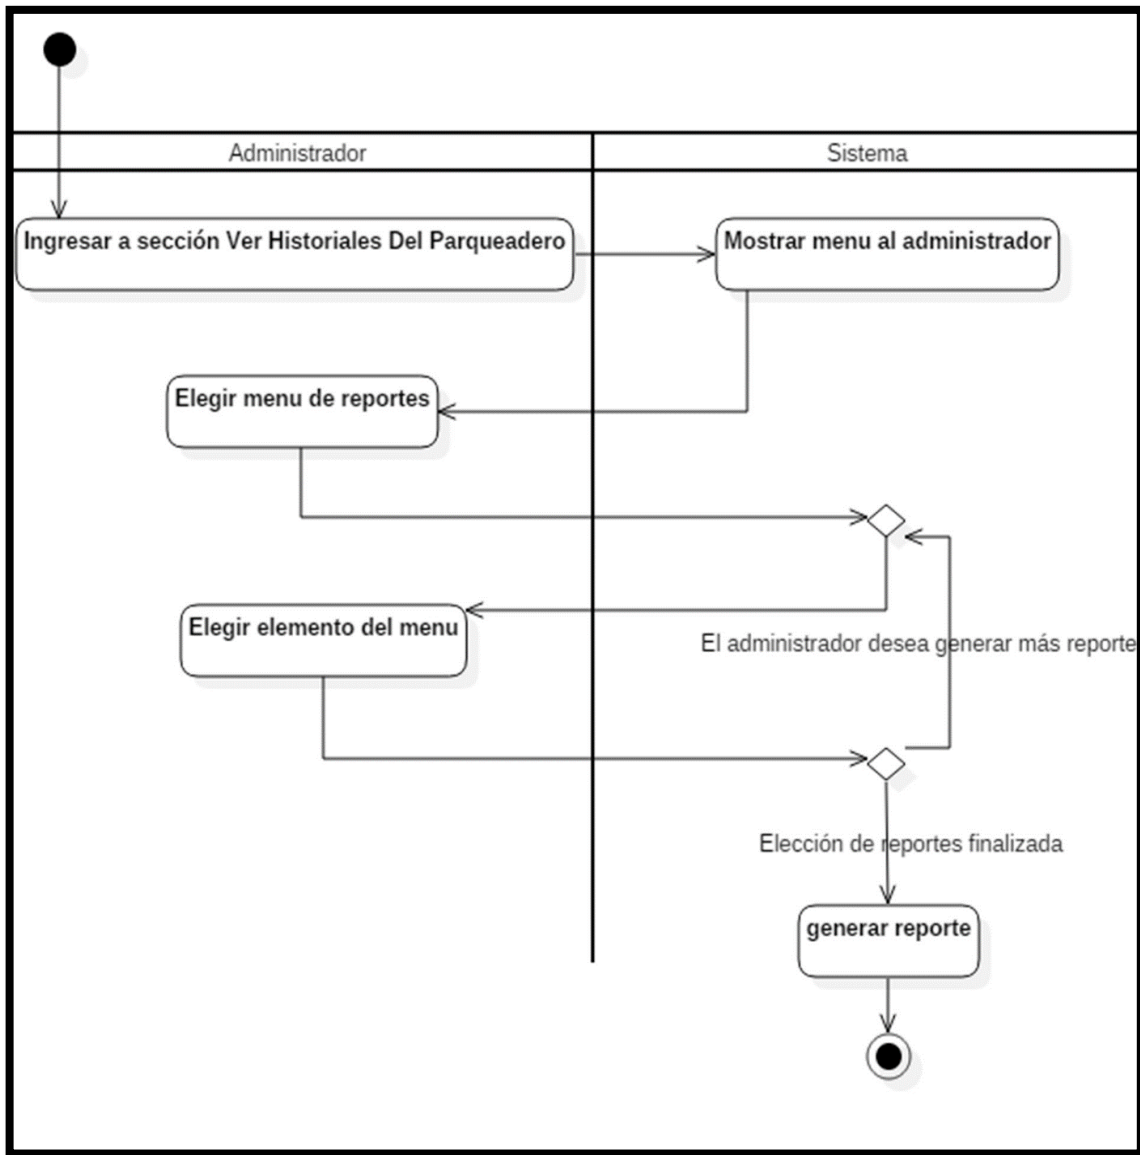 Administrador
Sistema
Ingresar a sección Ver Historiales Del Parqueadero
Mostrar menu al administrador
Elegir menu de reportes
Elegir elemento del menu
El administrador desea generar más reporte
Elección de reportes finalizada
generar reporte